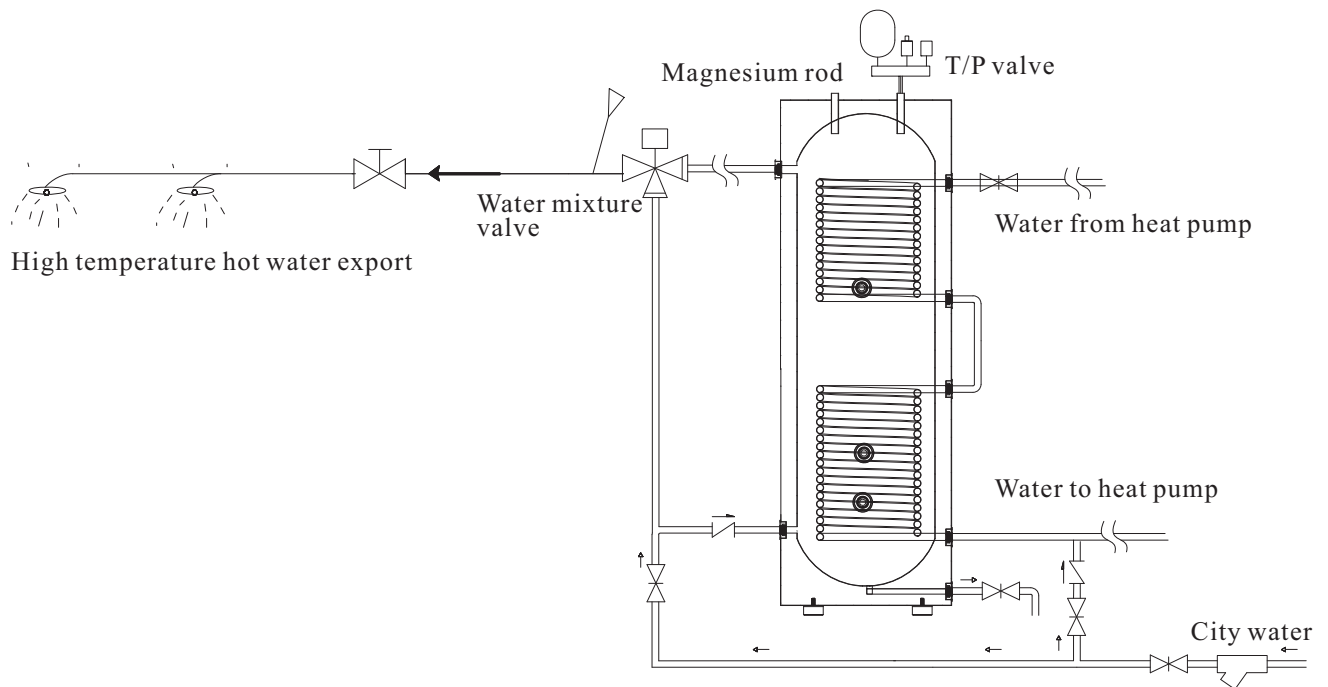 T/P valve
Magnesium rod
Water mixture
valve
Water from heat pump
High temperature hot water export
Water to heat pump
City water